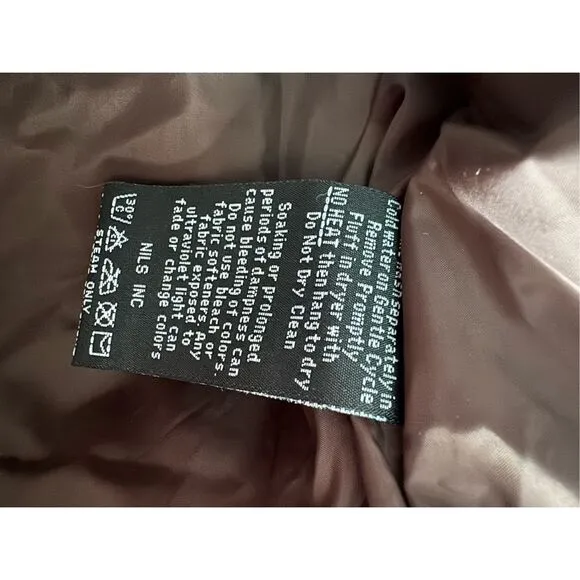 separately in
Cold Water on Gentle Cycle
Remove Promptly
Fluff in dryer with
NO HEAT then hang to dry
Do Not Dry Clean
Soaking or prolonged
periods of dampness can
cause bleeding of colors.
Do not use bleach or
fabric softeners Any
fabric exposed to
ultraviolet light can
fade or change colors
NILS INC
30°
C
STEAM ONLY